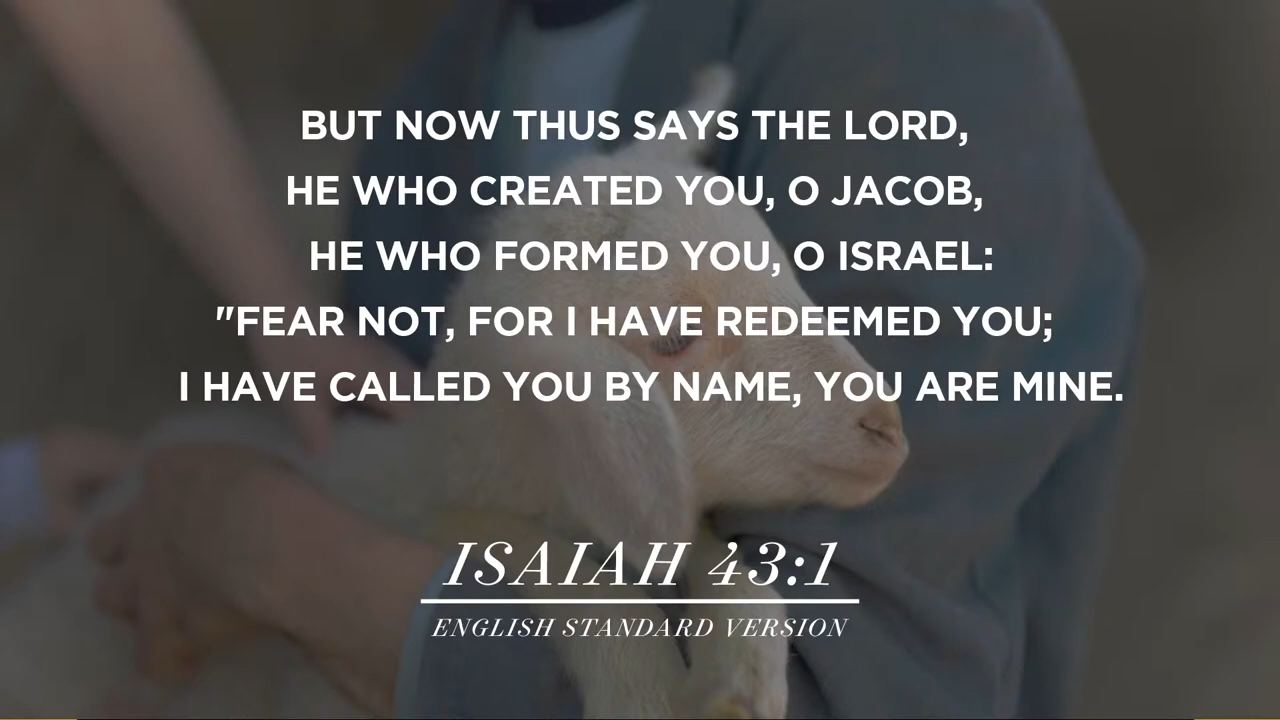 BUT NOW THUS SAYS THE LORD,
HE WHO CREATED YOU, O JACOB,
HE WHO FORMED YOU, O ISRAEL:
"FEAR NOT, FOR I HAVE REDEEMED YOU;
I HAVE CALLED YOU BY NAME, YOU ARE MINE.
ISAIAH 43:1
ENGLISH STANDARD VERSION